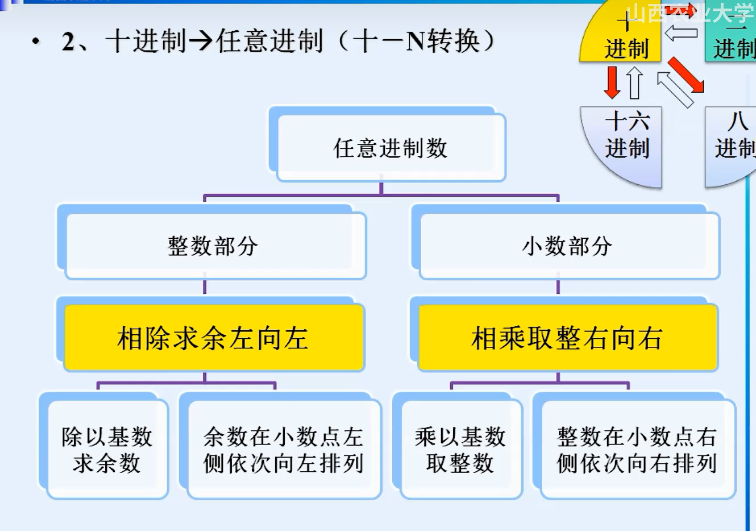 山西农业大学
• 2、十进制→任意进制（十－N转换）
十
进制
二
进制
十六
进制
八
进制
任意进制数
整数部分
小数部分
相除求余左向左
相乘取整右向右
除以基数
求余数
余数在小数点左
侧依次向左排列
乘以基数
取整数
整数在小数点右
侧依次向右排列